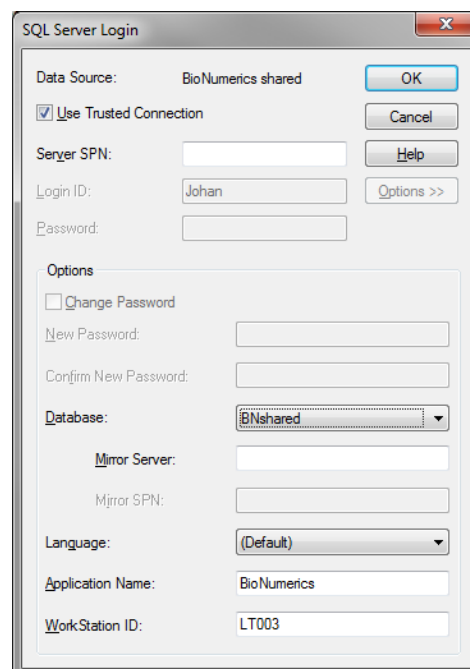 SQL Server Login
Data Source: BioNumerics shared OK
Use Trusted Connection Cancel
Server SPN: Help
Login ID: Johan Options >>
Password:
Options
Change Password
New Password:
Confirm New Password:
Database: BNshared
Mirror Server:
Mirror SPN:
Language: (Default)
Application Name: BioNumerics
WorkStation ID: LT003